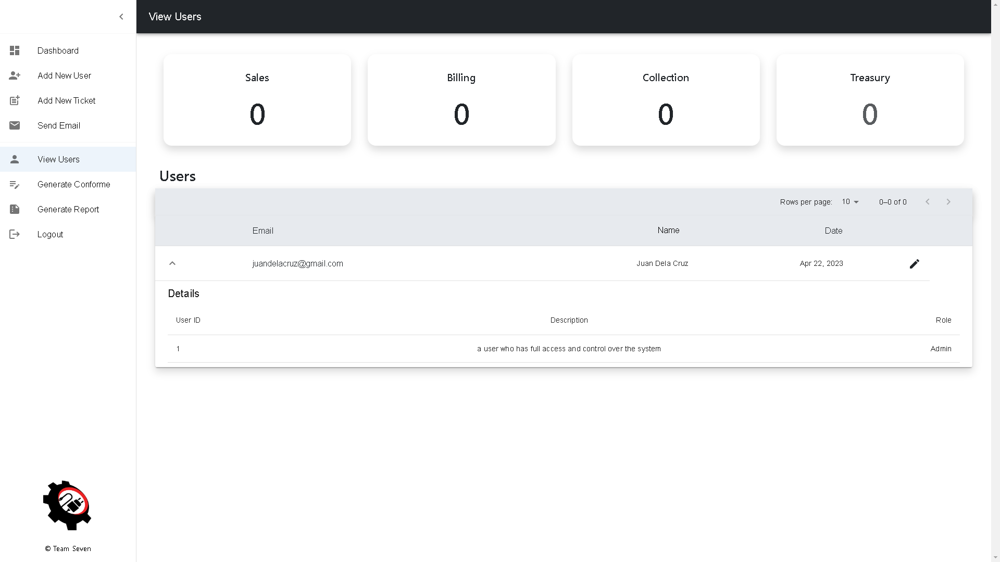 View Users
Dashboard
Add New User
Add New Ticket
Send Email
View Users
Generate Conforme
Generate Report
Logout
© Team Seven
Sales
0
Billing
0
Collection
0
Treasury
0
Users
Rows per page: 10 0–0 of 0
Email Name Date
juandelacruz@gmail.com Juan Dela Cruz Apr 22, 2023
Details
User ID Description Role
1 a user who has full access and control over the system Admin